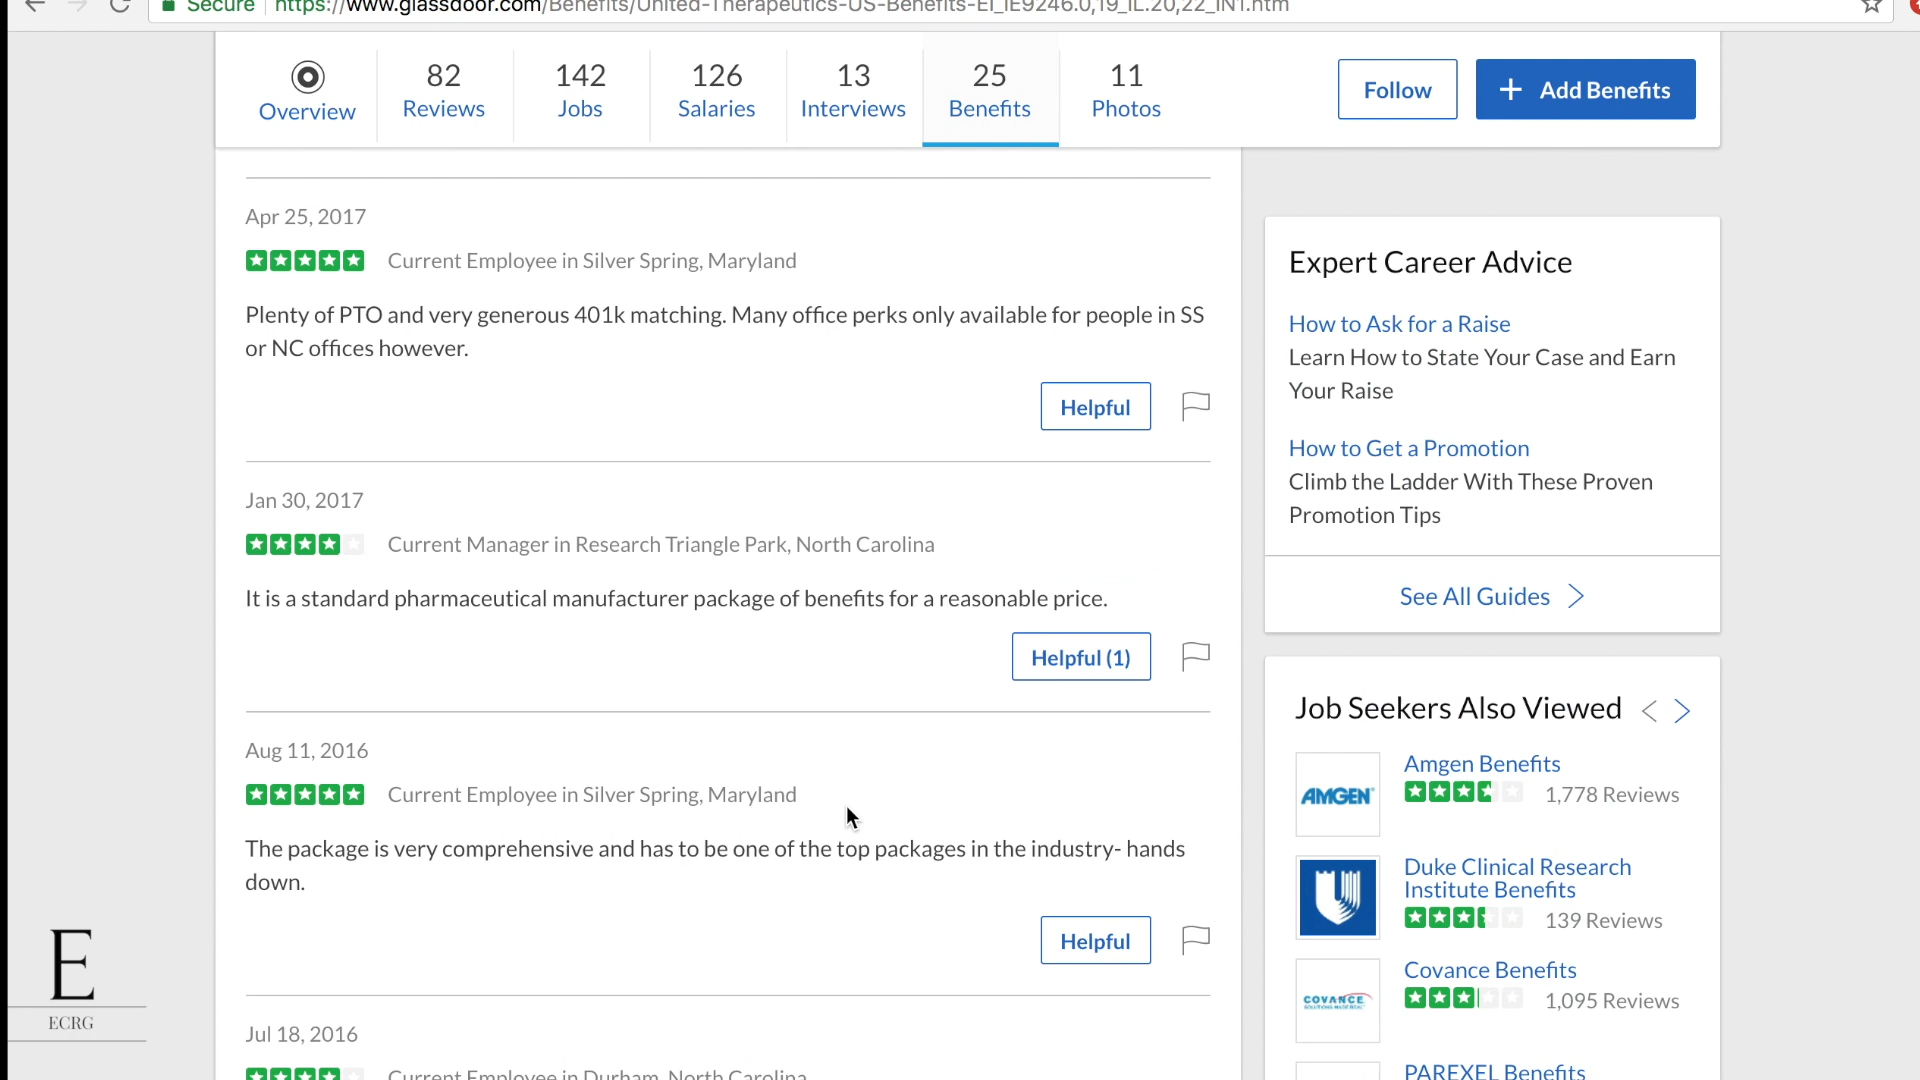 Secure https://www.glassdoor.com/Benefits/United-Therapeutics-US-Benefits-EI_IE9246.0,19_IL.20,22_IN1.htm
Overview
82
Reviews
142
Jobs
126
Salaries
13
Interviews
25
Benefits
11
Photos
Follow
+ Add Benefits
Apr 25, 2017
Current Employee in Silver Spring, Maryland
Plenty of PTO and very generous 401k matching. Many office perks only available for people in SS
or NC offices however.
Helpful
Jan 30, 2017
Current Manager in Research Triangle Park, North Carolina
It is a standard pharmaceutical manufacturer package of benefits for a reasonable price.
Helpful (1)
Aug 11, 2016
Current Employee in Silver Spring, Maryland
The package is very comprehensive and has to be one of the top packages in the industry- hands
down.
Helpful
Jul 18, 2016
Current Employee in Durham, North Carolina
Expert Career Advice
How to Ask for a Raise
Learn How to State Your Case and Earn
Your Raise
How to Get a Promotion
Climb the Ladder With These Proven
Promotion Tips
See All Guides
Job Seekers Also Viewed
AMGEN
Amgen Benefits
1,778 Reviews
Duke Clinical Research
Institute Benefits
139 Reviews
COVANCE
Covance Benefits
1,095 Reviews
PAREXEL Benefits
E
ECRG